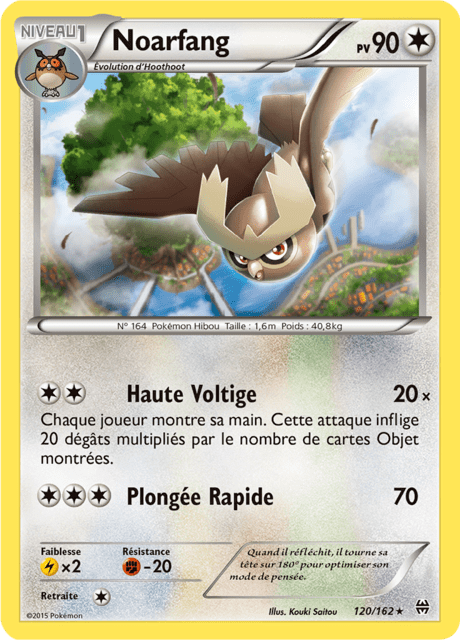 NIVEAU 1
Noarfang
PV 90
Évolution d'Hoothoot
N° 164 Pokémon Hibou Taille : 1,6m Poids : 40,8kg
Haute Voltige 20×
Chaque joueur montre sa main. Cette attaque inflige
20 dégâts multipliés par le nombre de cartes Objet
montrées.
Plongée Rapide 70
Faiblesse
×2
Résistance
-20
Retraite
Quand il réfléchit, il tourne sa
tête sur 180° pour optimiser son
mode de pensée.
©2015 Pokémon
Illus. Kouki Saitou
120/162 ★